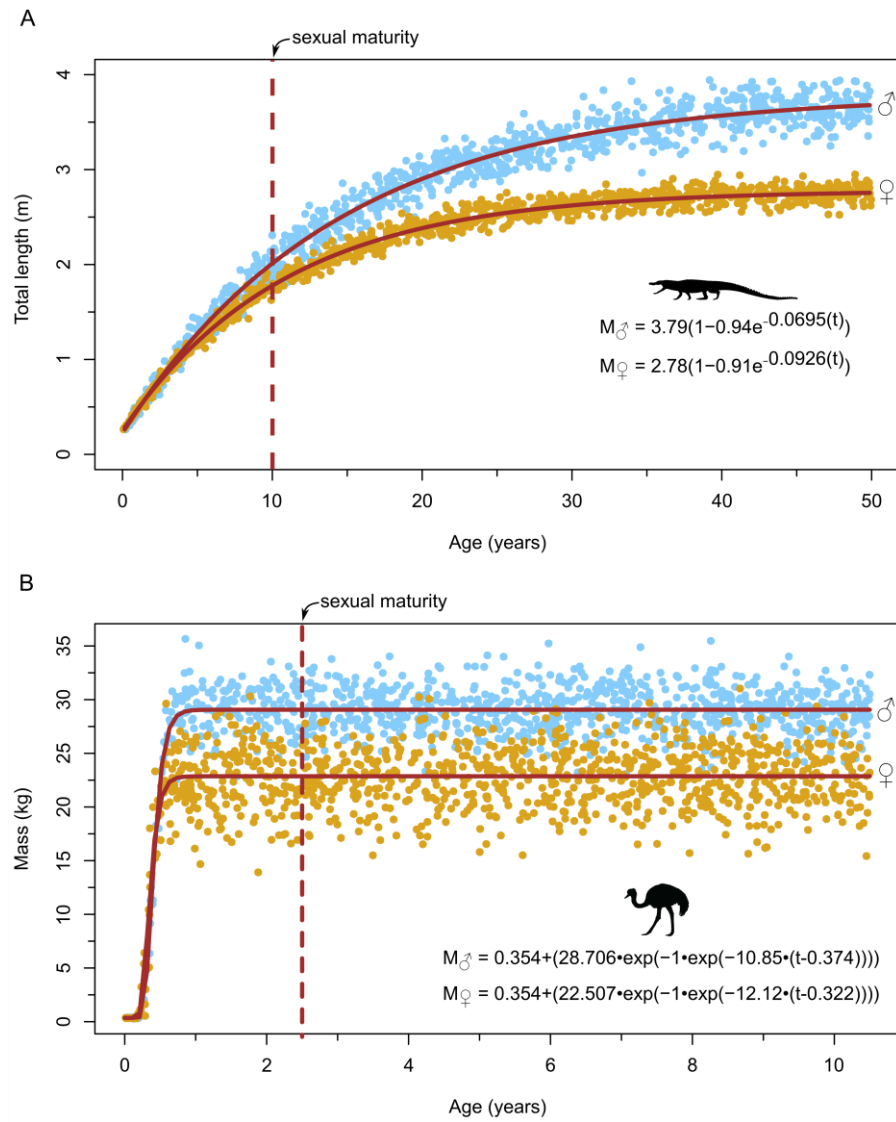 A
sexual maturity
4
3
2
1
0
Total length (m)
♂
♀
M♂ = 3.79(1−0.94e-0.0695(t))
M♀ = 2.78(1−0.91e-0.0926(t))
0 10 20 30 40 50
Age (years)
B
sexual maturity
35
30
25
20
15
10
5
0
Mass (kg)
♂
♀
M♂ = 0.354+(28.706•exp(−1•exp(−10.85•(t-0.374))))
M♀ = 0.354+(22.507•exp(−1•exp(−12.12•(t-0.322))))
0 2 4 6 8 10
Age (years)